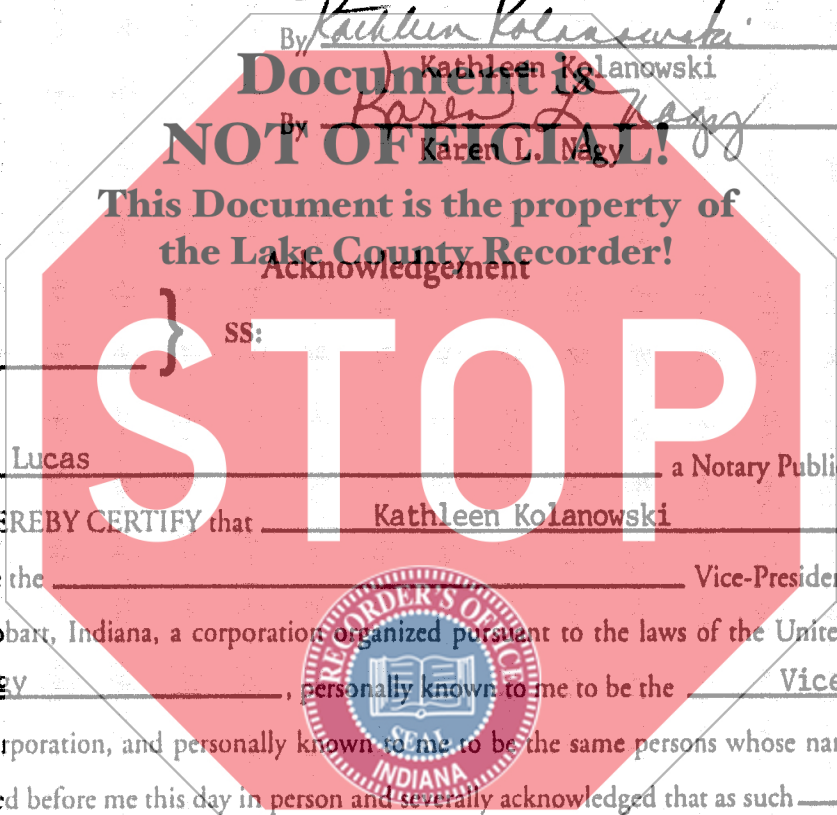 By Kathleen Kolanowski
Kathleen Kolanowski
Document is
By Karen L Nagy
NOT OFFICIAL!
Karen L. Nagy
This Document is the property of
the Lake County Recorder!
Acknowledgement
} SS:
STOP
Lucas a Notary Publi
EREBY CERTIFY that Kathleen Kolanowski
the Vice-Presider
bart, Indiana, a corporation organized pursuant to the laws of the Unite
gy, personally known to me to be the Vice
rporation, and personally known to me to be the same persons whose nar
ed before me this day in person and severally acknowledged that as such
RECORDER'S OFFICE
SEAL
INDIANA